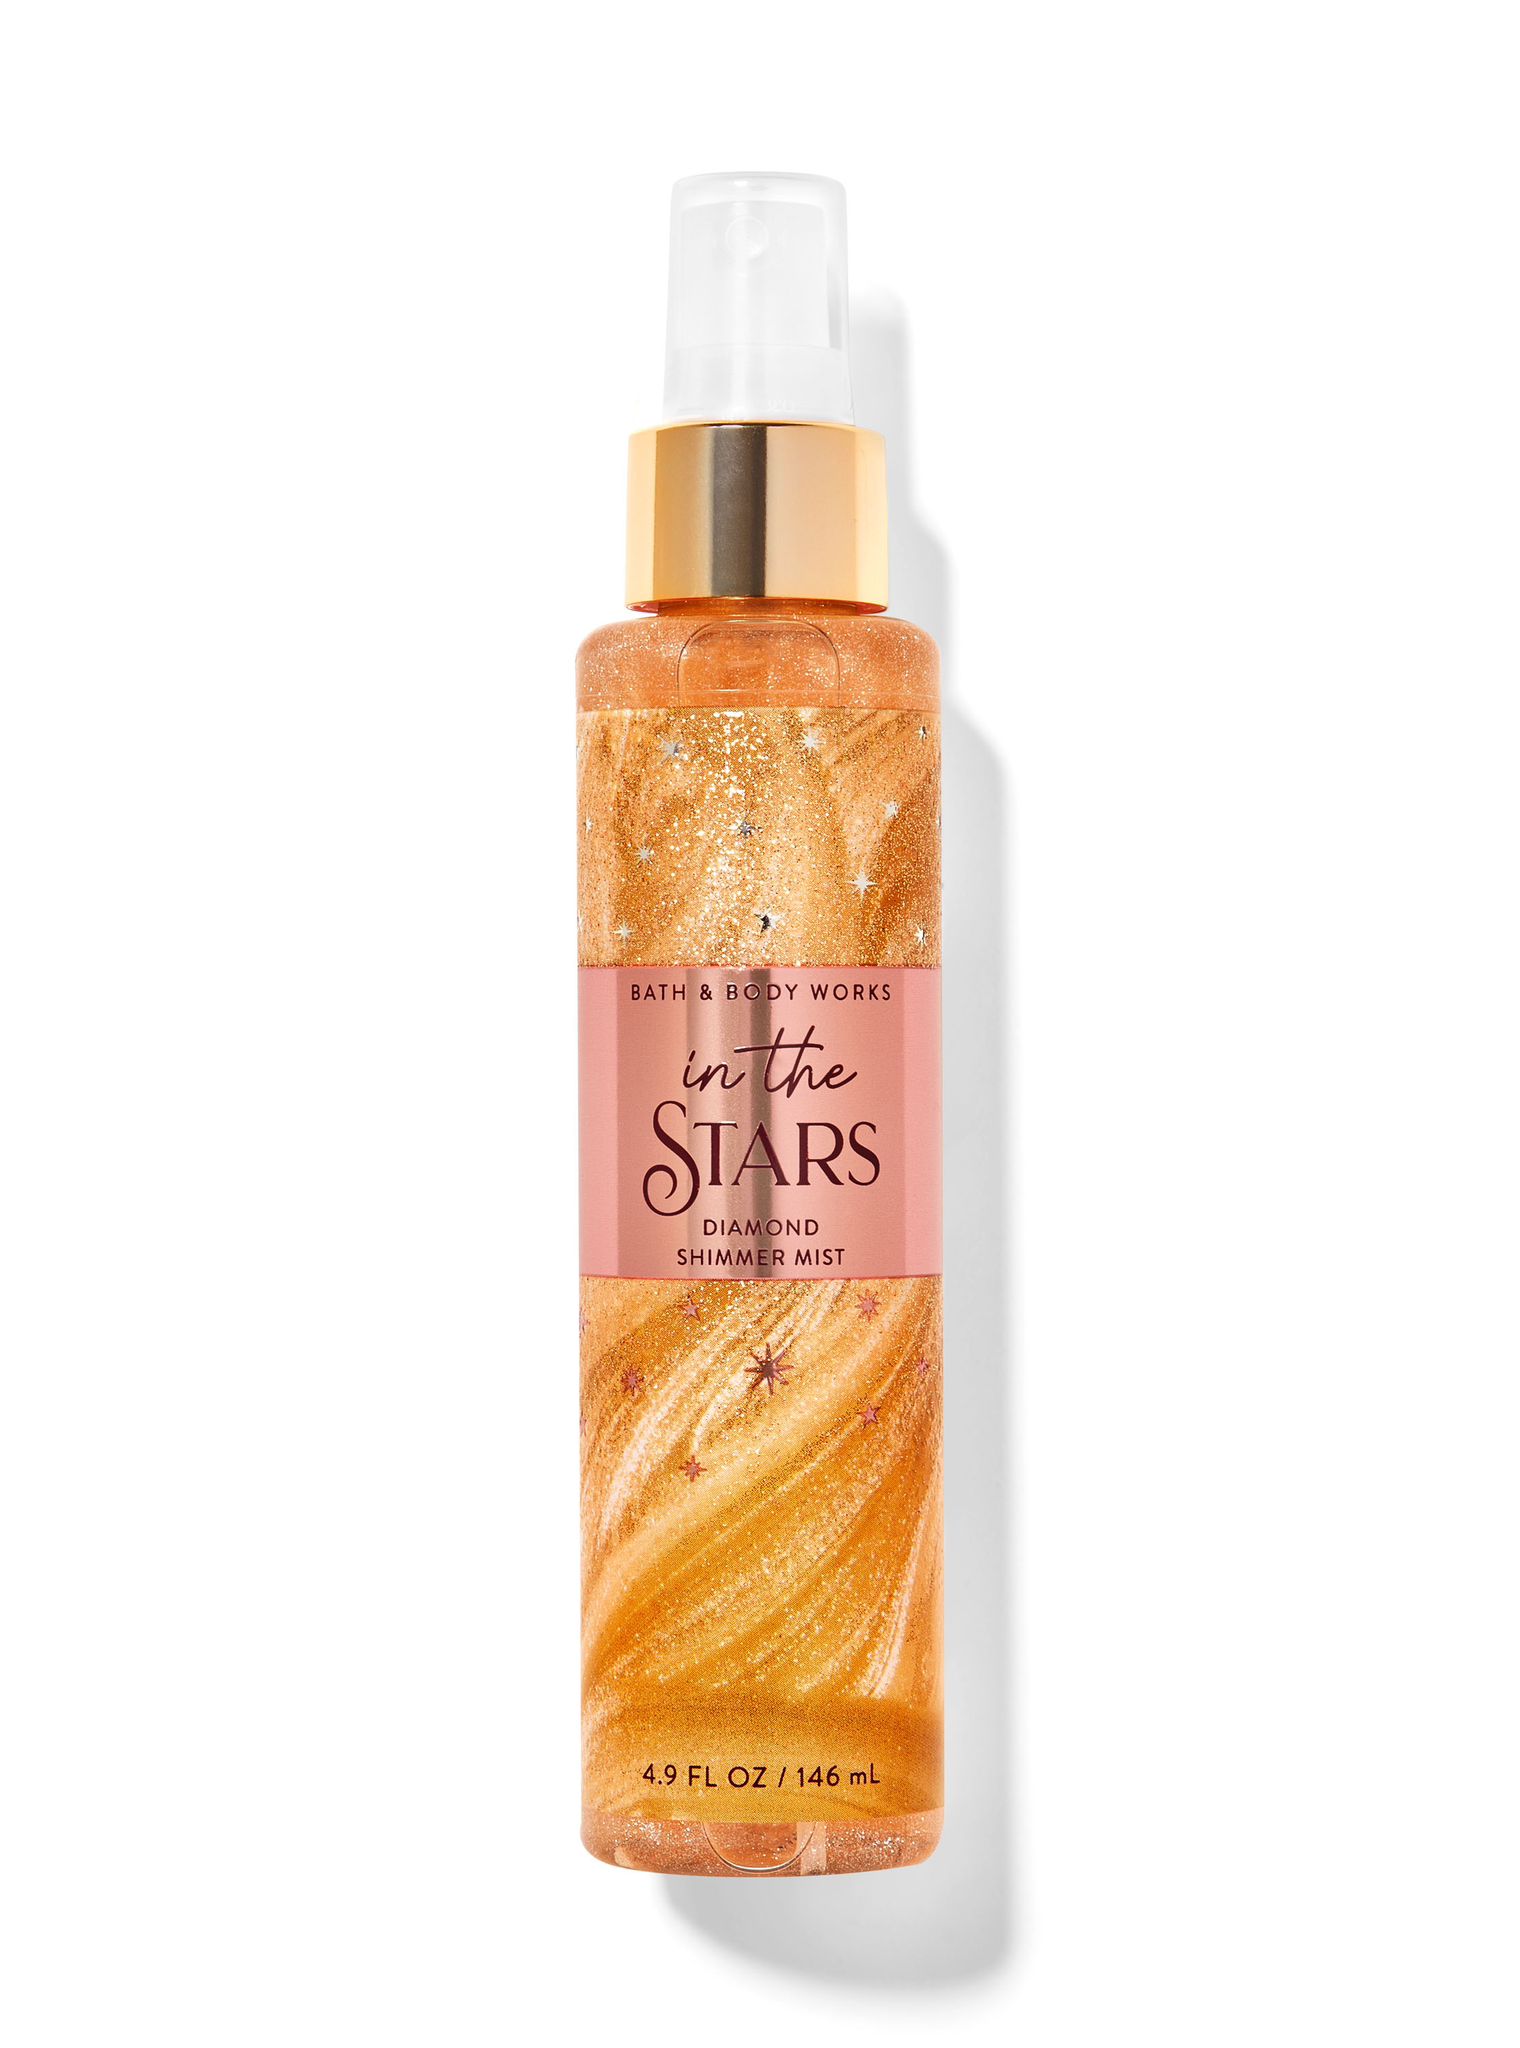 BATH & BODY WORKS
in the
STARS
DIAMOND
SHIMMER MIST
4.9 FL OZ / 146 mL